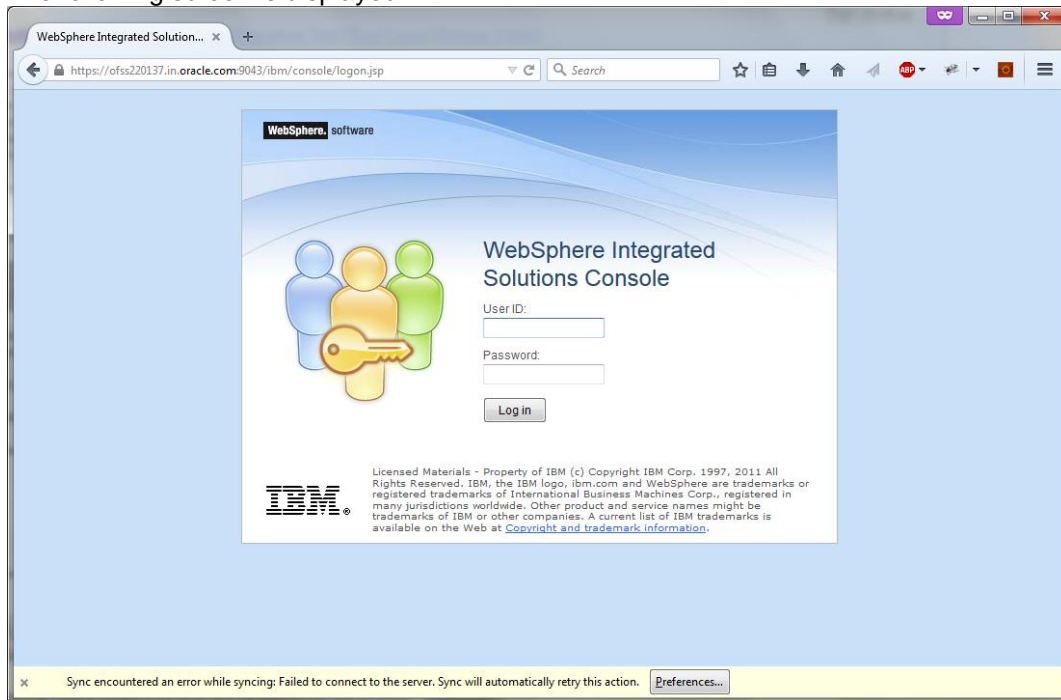 WebSphere Integrated Solution... × +
https://ofss220137.in.oracle.com:9043/ibm/console/logon.jsp
Search
ABP
WebSphere. software
WebSphere Integrated
Solutions Console
User ID:
Password:
Log in
IBM®
Licensed Materials - Property of IBM (c) Copyright IBM Corp. 1997, 2011 All
Rights Reserved. IBM, the IBM logo, ibm.com and WebSphere are trademarks or
registered trademarks of International Business Machines Corp., registered in
many jurisdictions worldwide. Other product and service names might be
trademarks of IBM or other companies. A current list of IBM trademarks is
available on the Web at Copyright and trademark information.
× Sync encountered an error while syncing: Failed to connect to the server. Sync will automatically retry this action. Preferences...